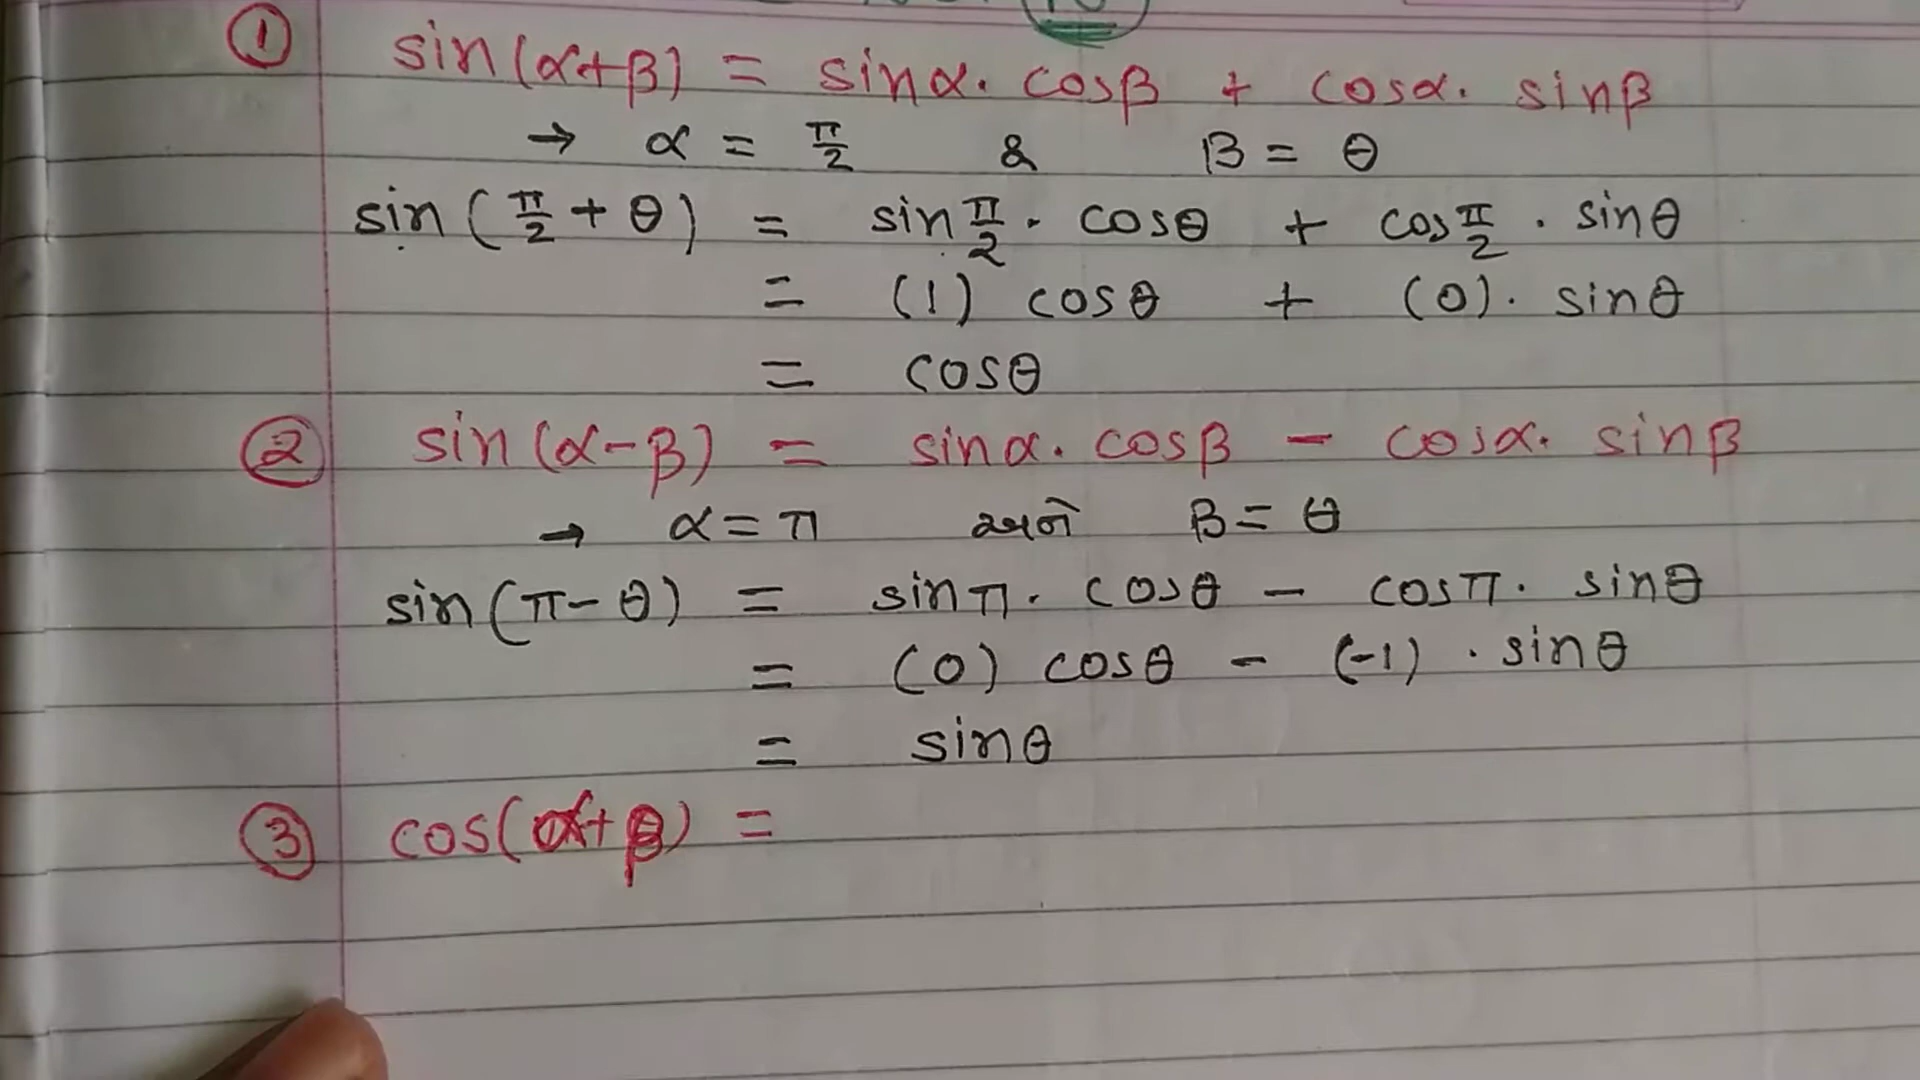 ① sin(α+β) = sinα. cosβ + cosα. sinβ
→ α = π/2 & β = θ
sin(π/2 + θ) = sin π/2 . cosθ + cos π/2 . sinθ
= (1) cosθ + (0). sinθ
= cosθ
② sin(α-β) = sinα. cosβ - cosα. sinβ
→ α = π અને β = θ
sin(π-θ) = sinπ. cosθ - cosπ. sinθ
= (0) cosθ - (-1) . sinθ
= sinθ
③ cos(α+β) =